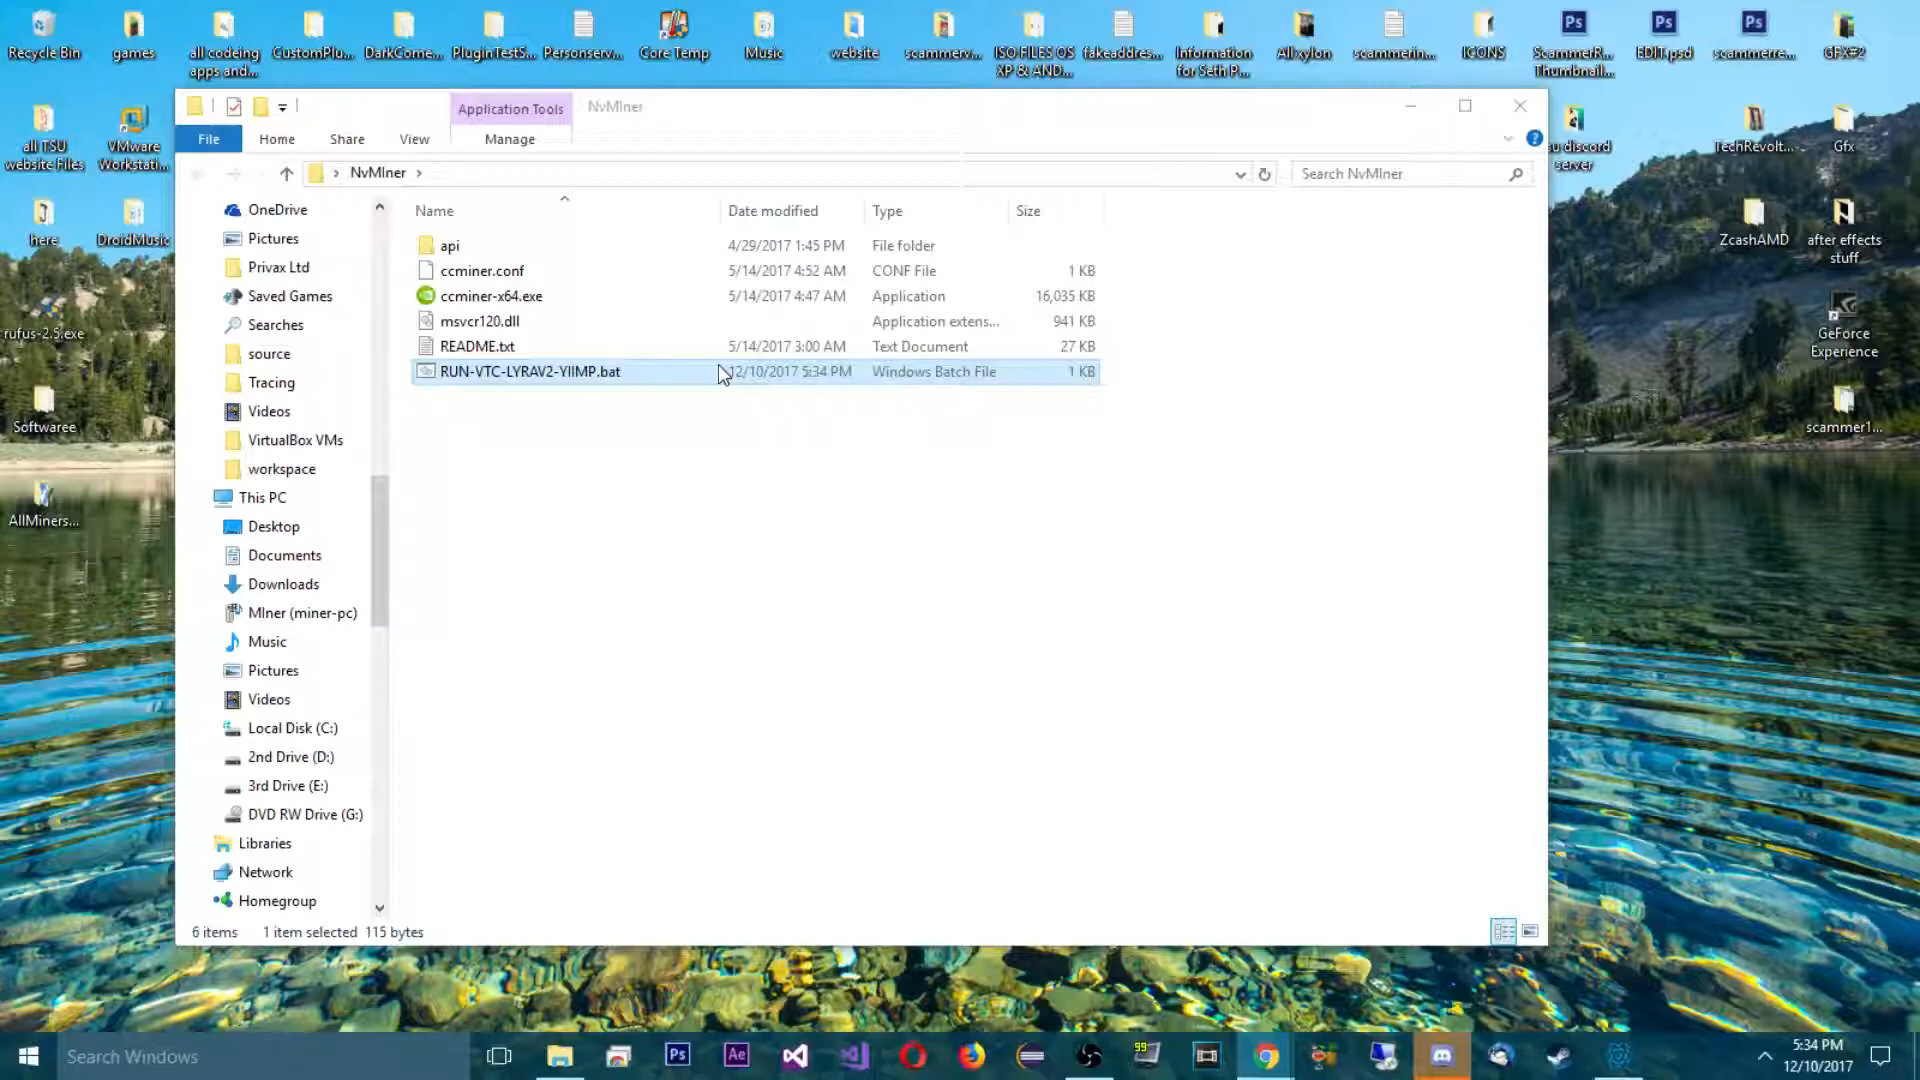 Recycle Bin
games
all codeing
apps and...
CustomPlu...
DarkCome...
PluginTestS...
Personserv...
Core Temp
Music
website
scammerv...
ISO FILES OS
XP & AND...
fakeaddres...
Information
for Seth P...
Allxylon
scammerin...
ICONS
ScammerR...
Thumbnail...
EDIT.psd
scammerre...
GFX#2
all TSU
website Files
VMware
Workstati...
here
DroidMusic
rufus-2.5.exe
Softwaree
AllMiners...
su discord
server
TechRevolt...
Gfx
ZcashAMD
after effects
stuff
GeForce
Experience
scammer1...
Application Tools
NvMIner
File
Home
Share
View
Manage
NvMIner
Search NvMIner
Name
Date modified
Type
Size
api
4/29/2017 1:45 PM
File folder
ccminer.conf
5/14/2017 4:52 AM
CONF File
1 KB
ccminer-x64.exe
5/14/2017 4:47 AM
Application
16,035 KB
msvcr120.dll
Application extens...
941 KB
README.txt
5/14/2017 3:00 AM
Text Document
27 KB
RUN-VTC-LYRAV2-YIIMP.bat
12/10/2017 5:34 PM
Windows Batch File
1 KB
OneDrive
Pictures
Privax Ltd
Saved Games
Searches
source
Tracing
Videos
VirtualBox VMs
workspace
This PC
Desktop
Documents
Downloads
MIner (miner-pc)
Music
Pictures
Videos
Local Disk (C:)
2nd Drive (D:)
3rd Drive (E:)
DVD RW Drive (G:)
Libraries
Network
Homegroup
6 items
1 item selected 115 bytes
Search Windows
Ps
Ae
99
5:34 PM
12/10/2017